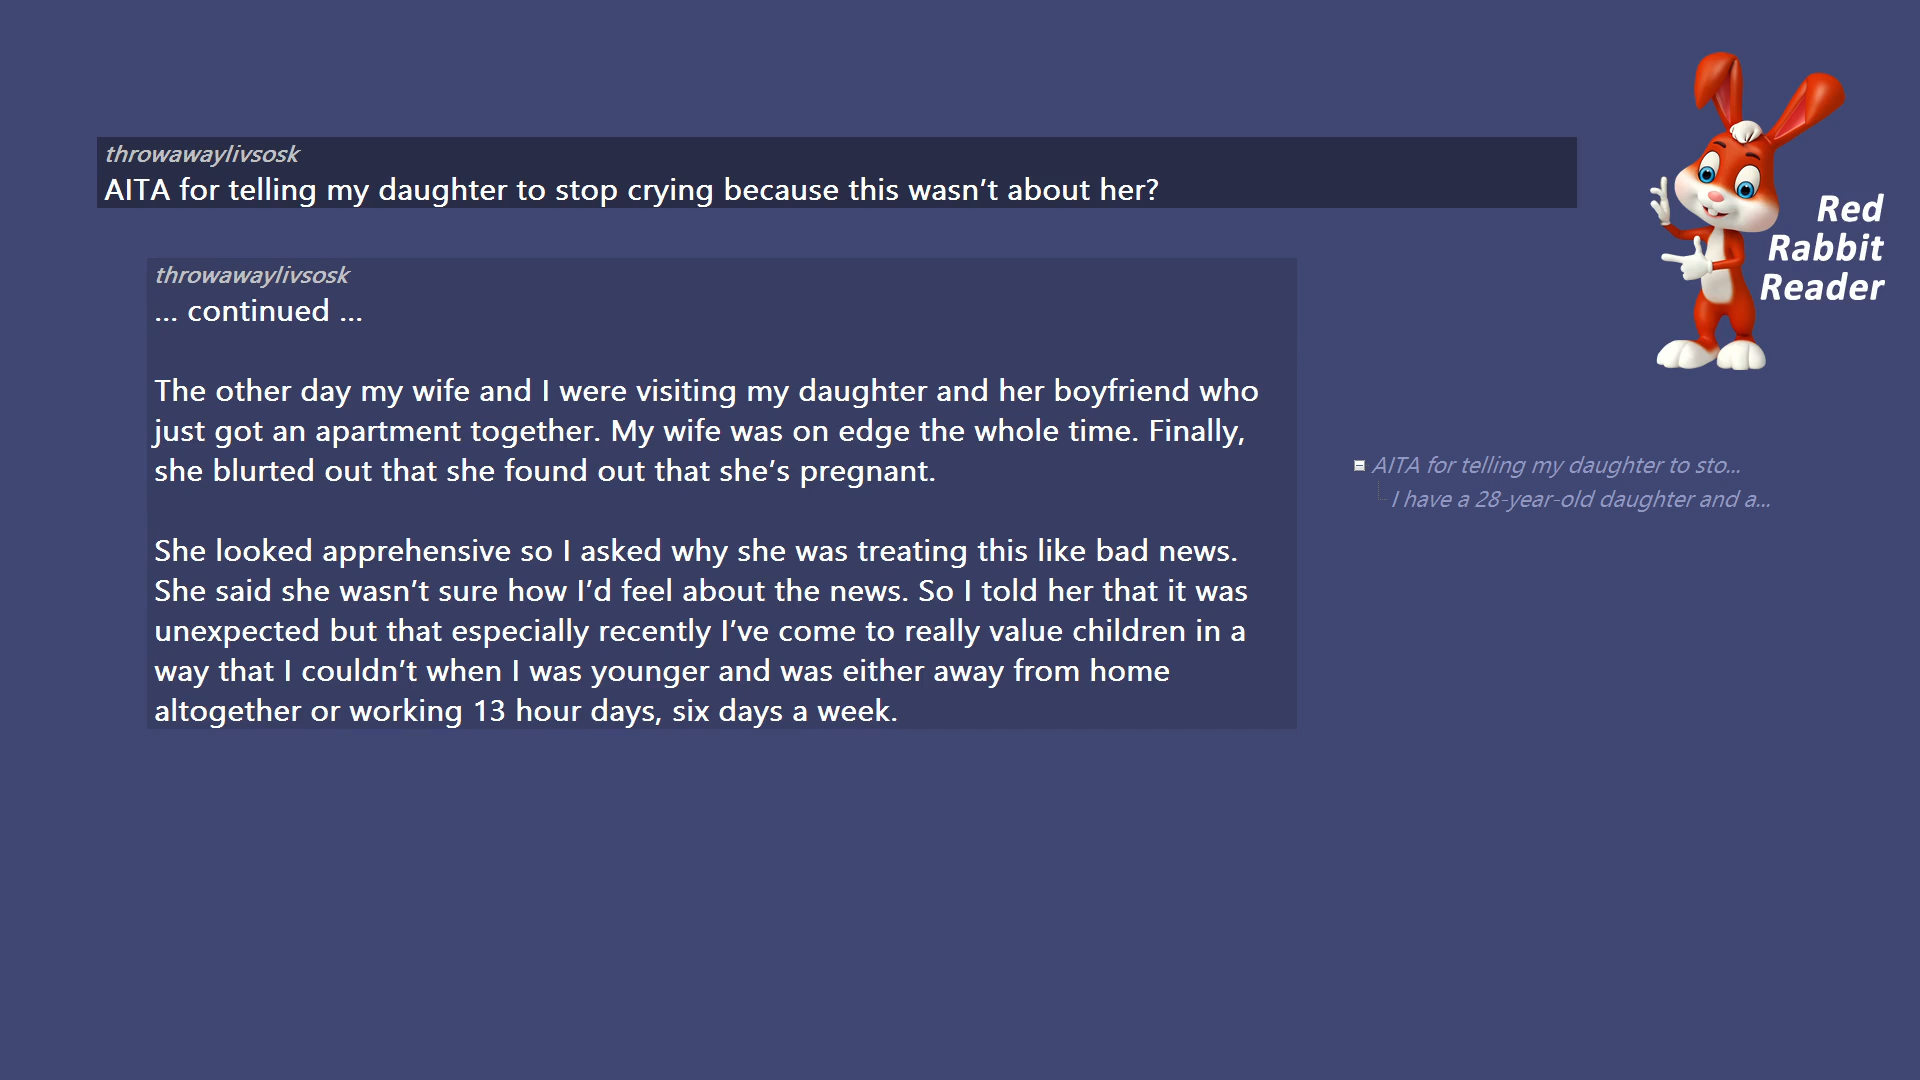 throwawaylivsosk
AITA for telling my daughter to stop crying because this wasn’t about her?
Red
Rabbit
Reader
throwawaylivsosk
... continued ...
The other day my wife and I were visiting my daughter and her boyfriend who
just got an apartment together. My wife was on edge the whole time. Finally,
she blurted out that she found out that she’s pregnant.
She looked apprehensive so I asked why she was treating this like bad news.
She said she wasn’t sure how I’d feel about the news. So I told her that it was
unexpected but that especially recently I’ve come to really value children in a
way that I couldn’t when I was younger and was either away from home
altogether or working 13 hour days, six days a week.
AITA for telling my daughter to sto...
I have a 28-year-old daughter and a...